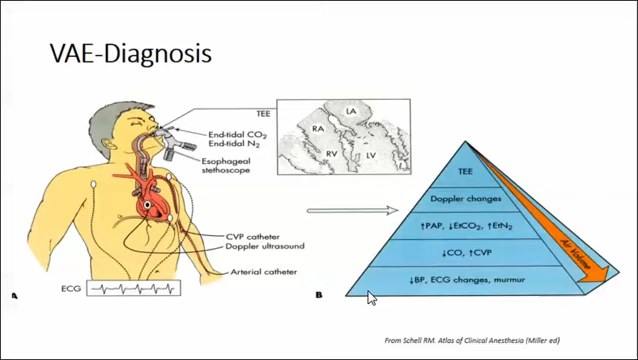 VAE-Diagnosis
TEE
End-tidal CO2
End-tidal N2
Esophageal
stethoscope
LA
RA
RV
LV
CVP catheter
Doppler ultrasound
Arterial catheter
ECG
A
TEE
Doppler changes
↑PAP, ↓EtCO2, ↑EtN2
↓CO, ↑CVP
↓BP, ECG changes, murmur
Air Volume
B
From Schell RM. Atlas of Clinical Anesthesia (Miller ed)